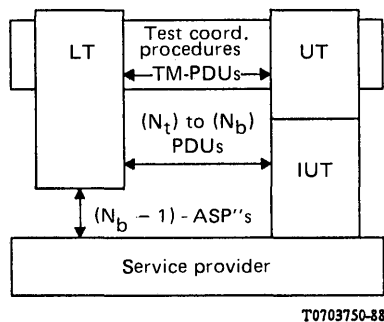 LT
Test coord.
procedures
TM-PDUs
UT
(Nt) to (Nb)
PDUs
IUT
(Nb – 1) - ASP"s
Service provider
T0703750-88